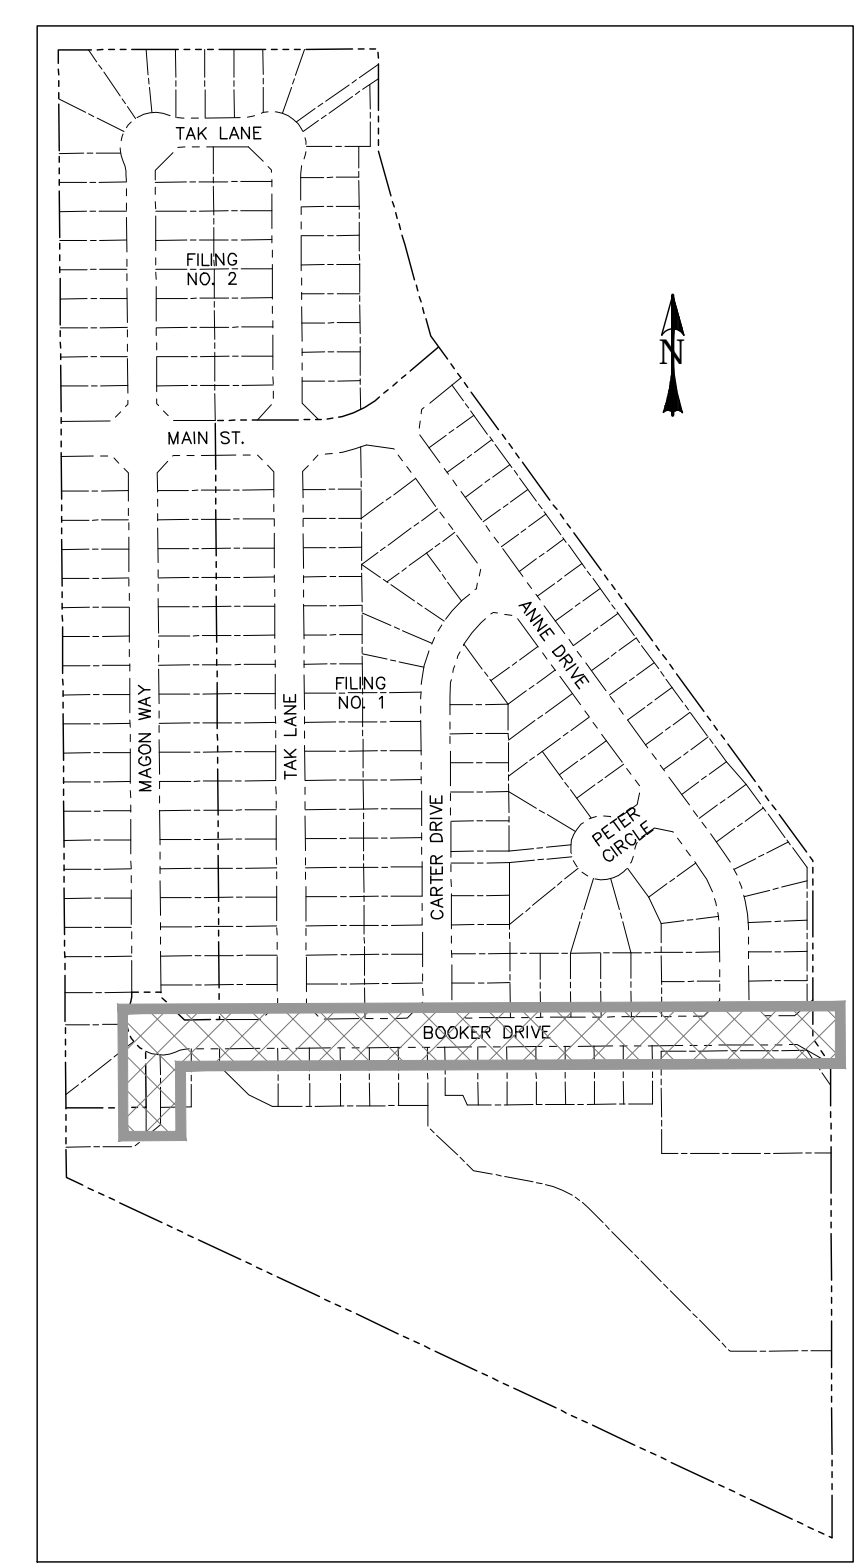 TAK LANE
FILING
NO. 2
N
MAIN ST.
ANNE DRIVE
FILING
NO. 1
MAGON WAY
TAK LANE
CARTER DRIVE
PETER
CIRCLE
BOOKER DRIVE